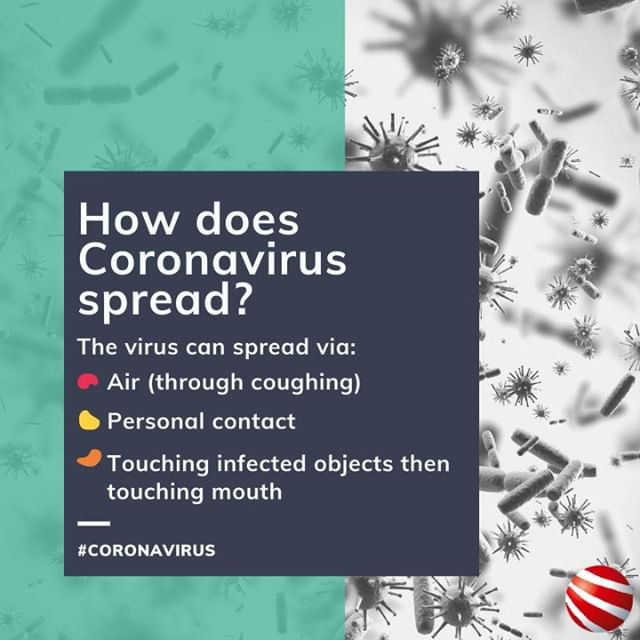 How does
Coronavirus
spread?
The virus can spread via:
Air (through coughing)
Personal contact
Touching infected objects then
touching mouth
#CORONAVIRUS